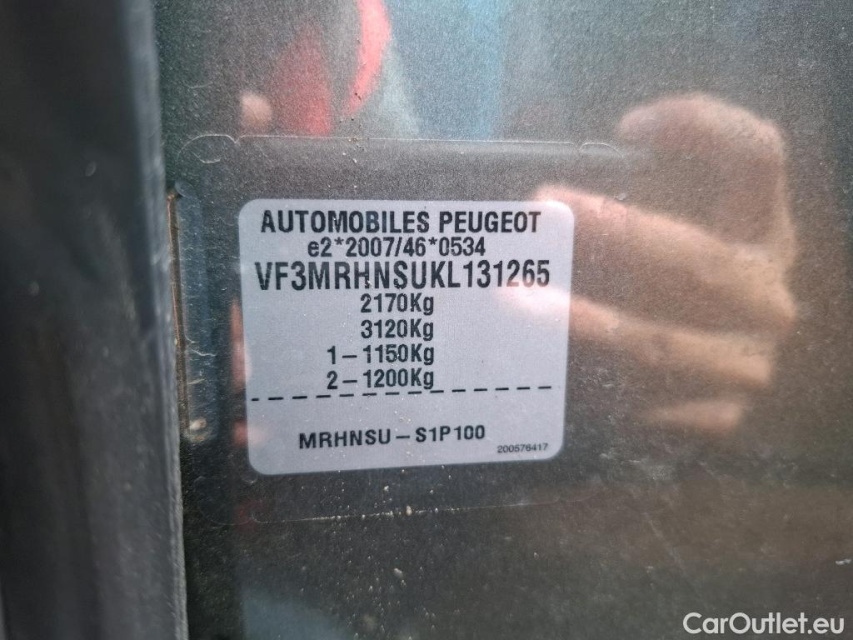 AUTOMOBILES PEUGEOT
e2*2007/46*0534
VF3MRHNSUKL131265
2170Kg
3120Kg
1-1150Kg
2-1200Kg
MRHNSU-S1P100
200576417
CarOutlet.eu